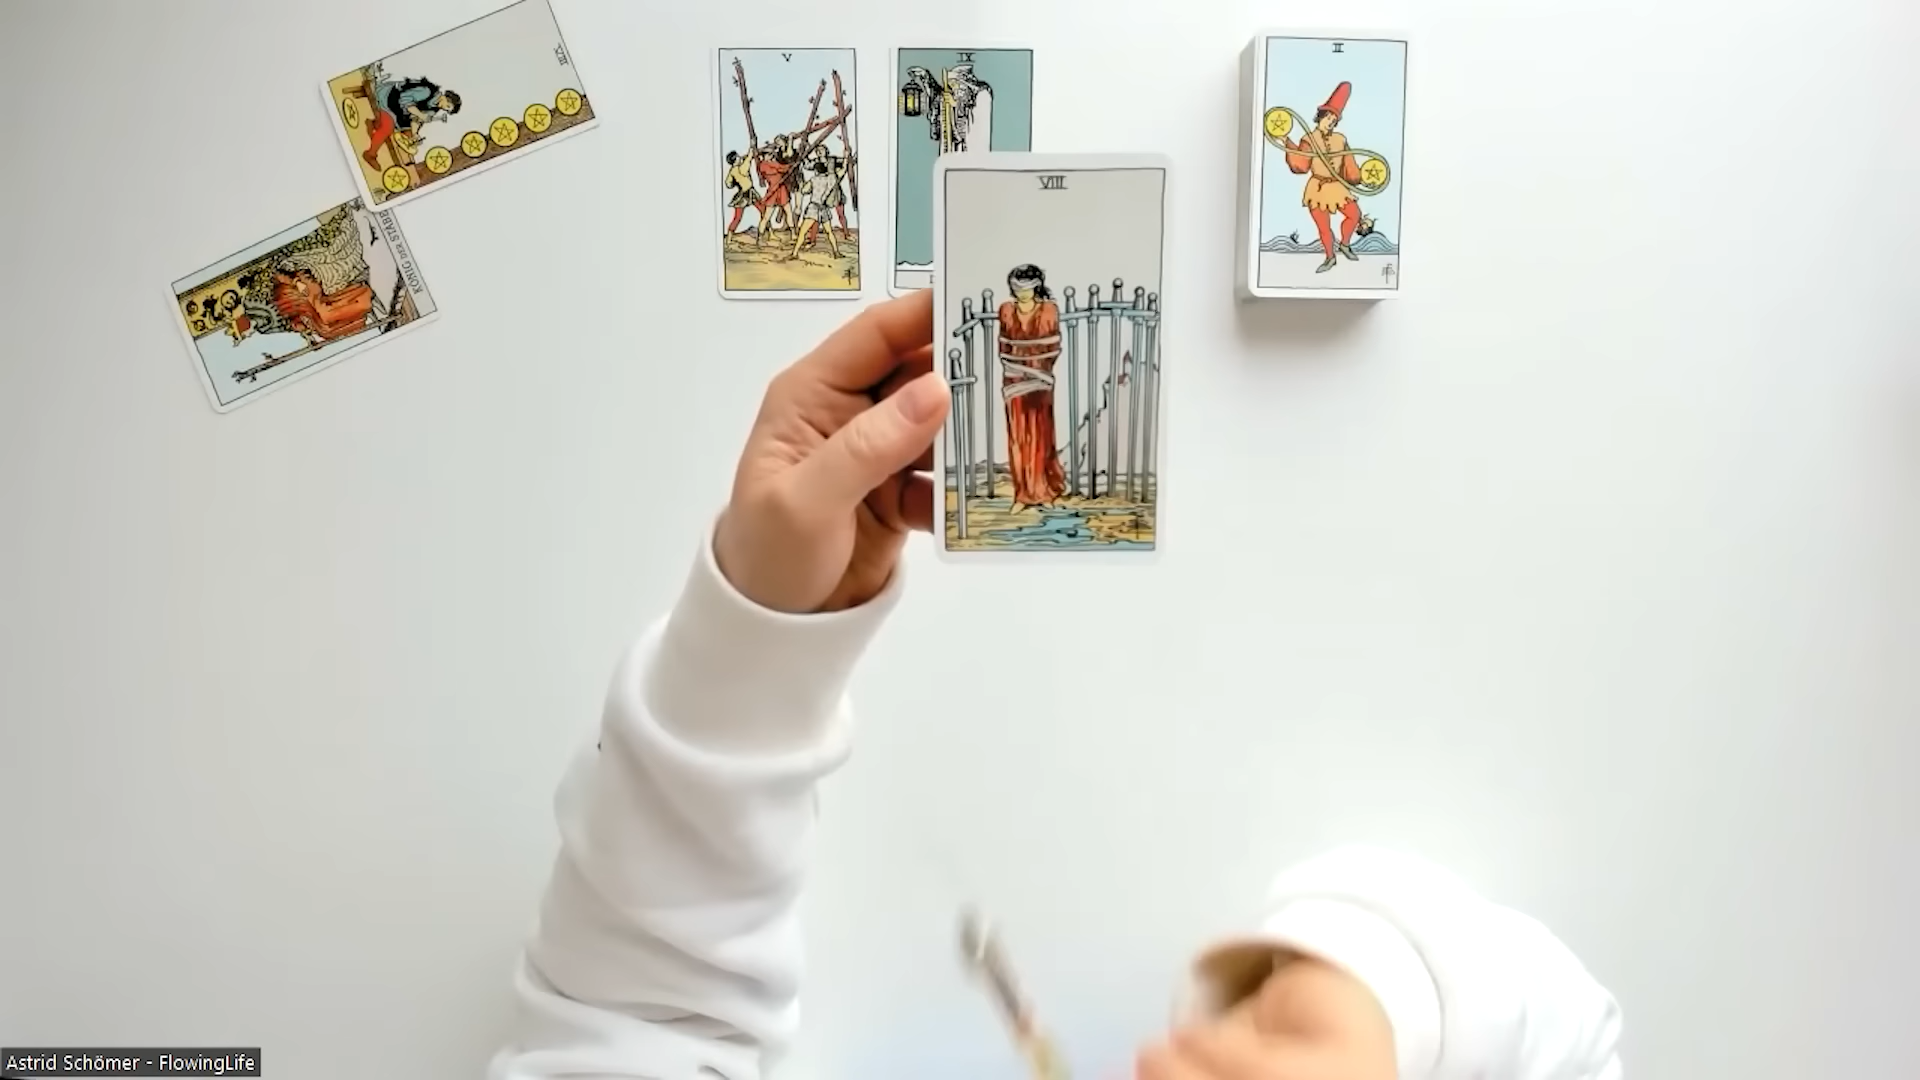 VIII
V
IX
II
KÖNIG DER STÄBE
VIII
Astrid Schömer - FlowingLife